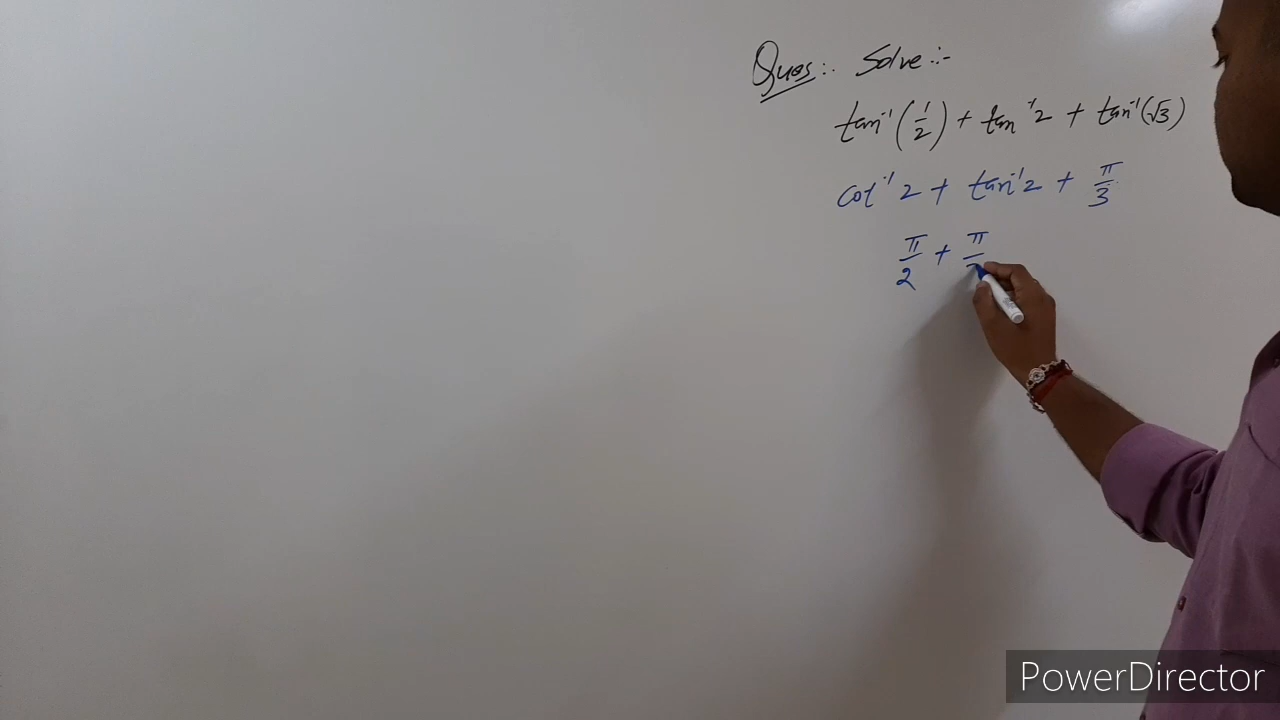 Ques:. Solve:-
tan⁻¹(1/2) + tan⁻¹2 + tan⁻¹(√3)
cot⁻¹2 + tan⁻¹2 + π/3
π/2 + π/
PowerDirector